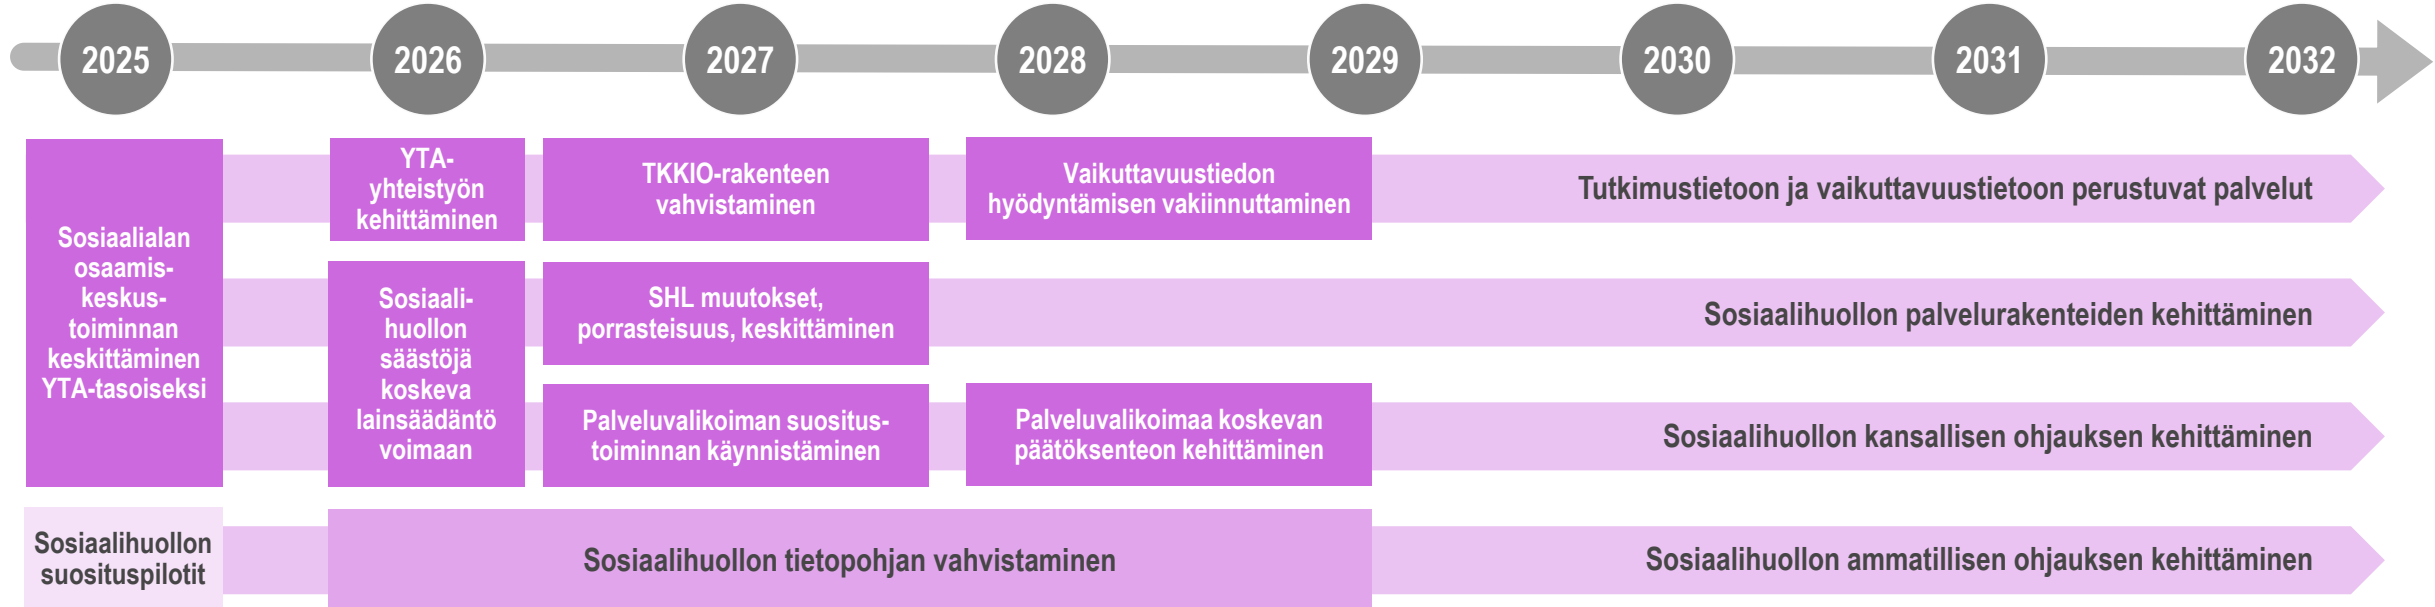 2025
2026
2027
2028
2029
2030
2031
2032
Sosiaalialan
osaamis-
keskus-
toiminnan
keskittäminen
YTA-tasoiseksi
YTA-
yhteistyön
kehittäminen
TKKIO-rakenteen
vahvistaminen
Vaikuttavuustiedon
hyödyntämisen vakiinnuttaminen
Tutkimustietoon ja vaikuttavuustietoon perustuvat palvelut
Sosiaali-
huollon
säästöjä
koskeva
lainsäädäntö
voimaan
SHL muutokset,
porrasteisuus, keskittäminen
Sosiaalihuollon palvelurakenteiden kehittäminen
Palveluvalikoiman suositus-
toiminnan käynnistäminen
Palveluvalikoimaa koskevan
päätöksenteon kehittäminen
Sosiaalihuollon kansallisen ohjauksen kehittäminen
Sosiaalihuollon
suosituspilotit
Sosiaalihuollon tietopohjan vahvistaminen
Sosiaalihuollon ammatillisen ohjauksen kehittäminen